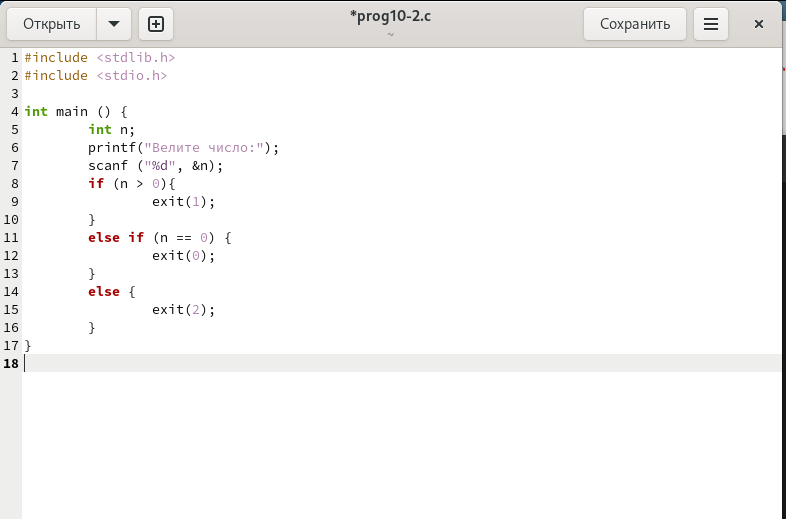 Открыть
*prog10-2.c
~
Сохранить
1 #include <stdlib.h>
2 #include <stdio.h>
3
4 int main () {
5 int n;
6 printf("Велите число:");
7 scanf ("%d", &n);
8 if (n > 0){
9 exit(1);
10 }
11 else if (n == 0) {
12 exit(0);
13 }
14 else {
15 exit(2);
16 }
17 }
18